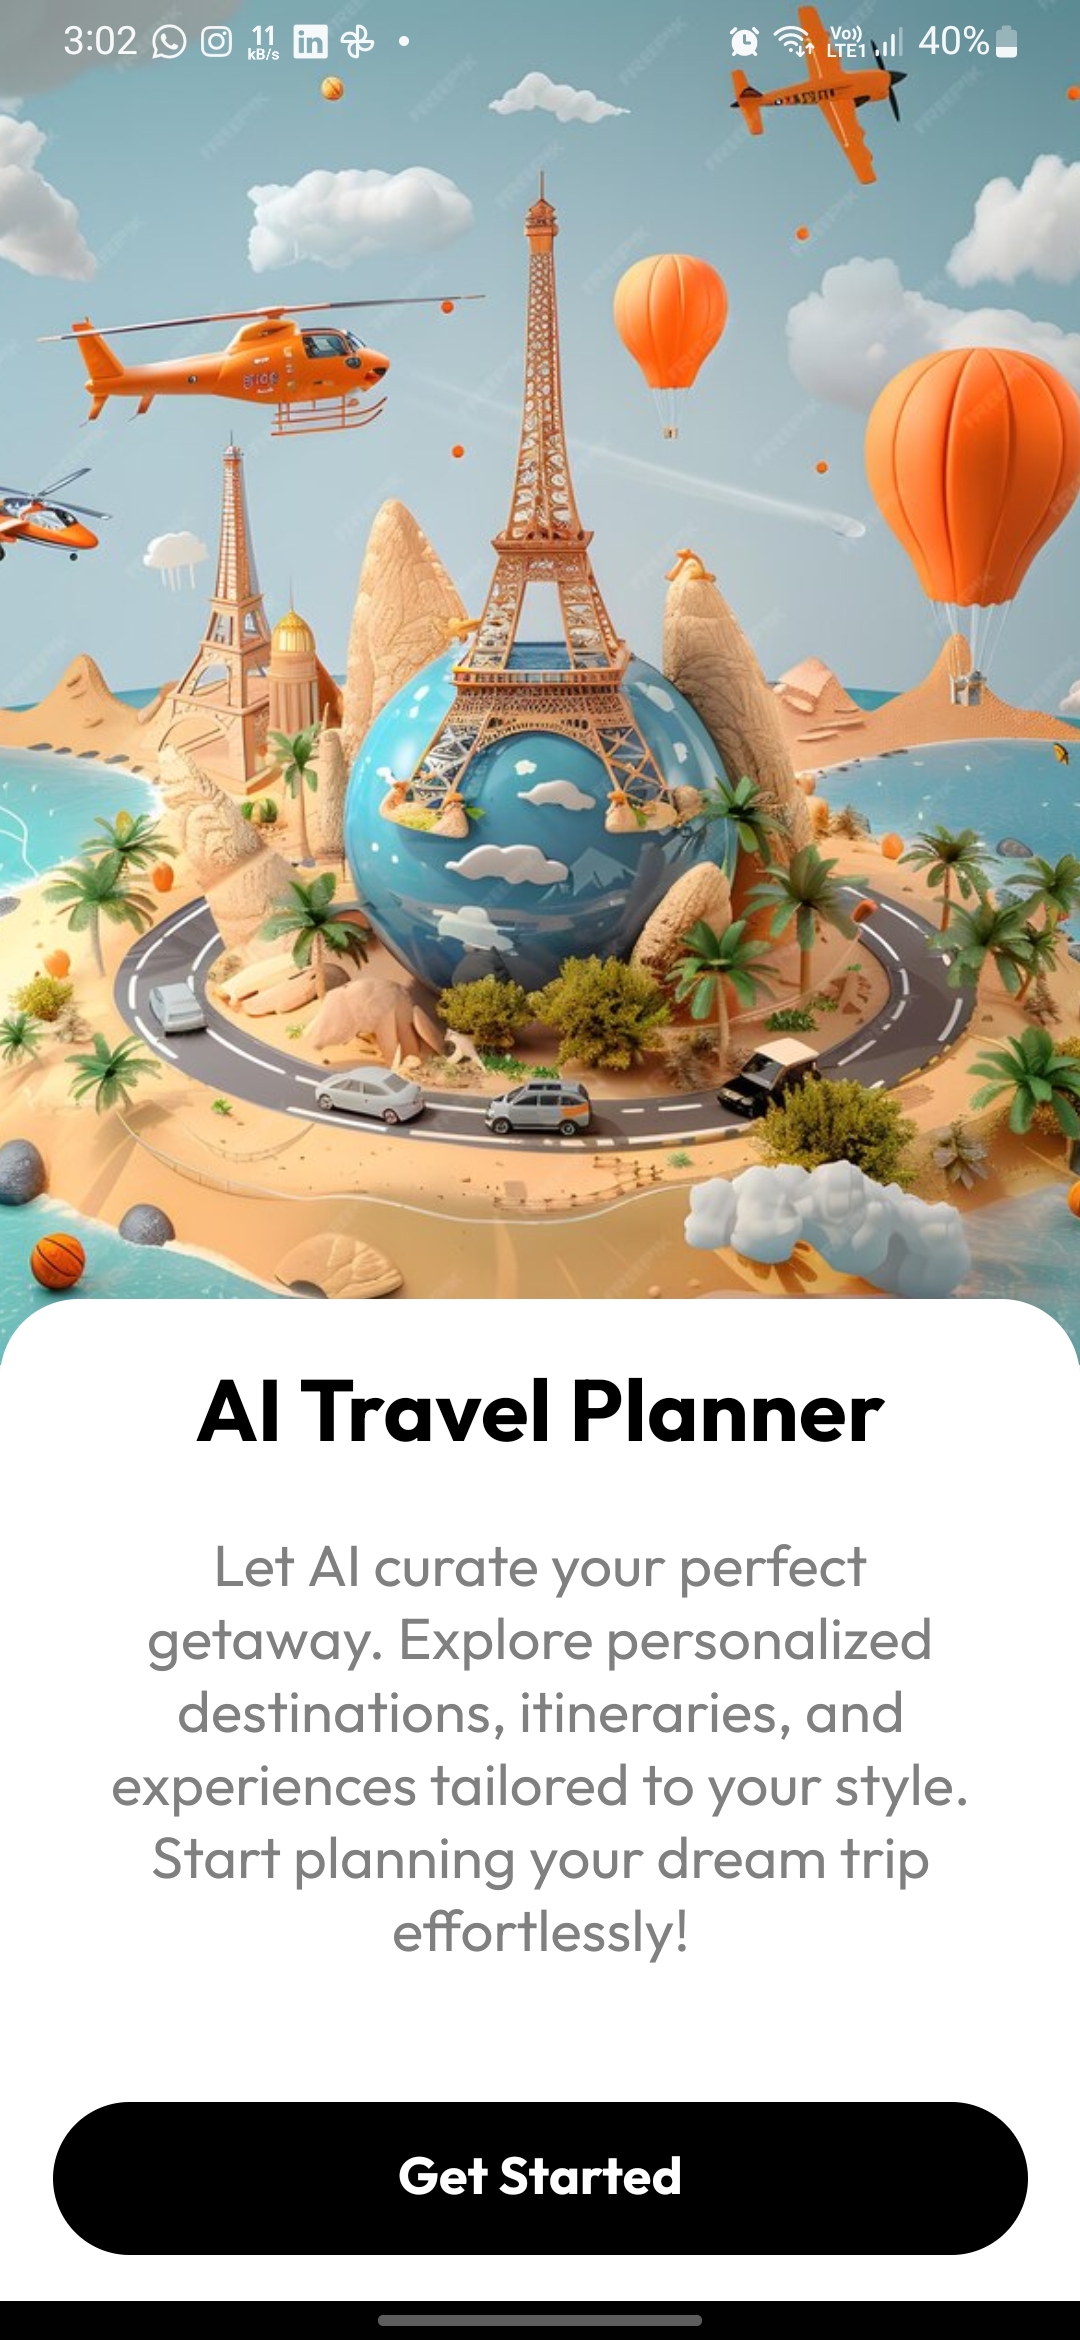 3:02 11 kB/s Vo)) LTE1 40%
FREEPIK
AI Travel Planner
Let AI curate your perfect
getaway. Explore personalized
destinations, itineraries, and
experiences tailored to your style.
Start planning your dream trip
effortlessly!
Get Started